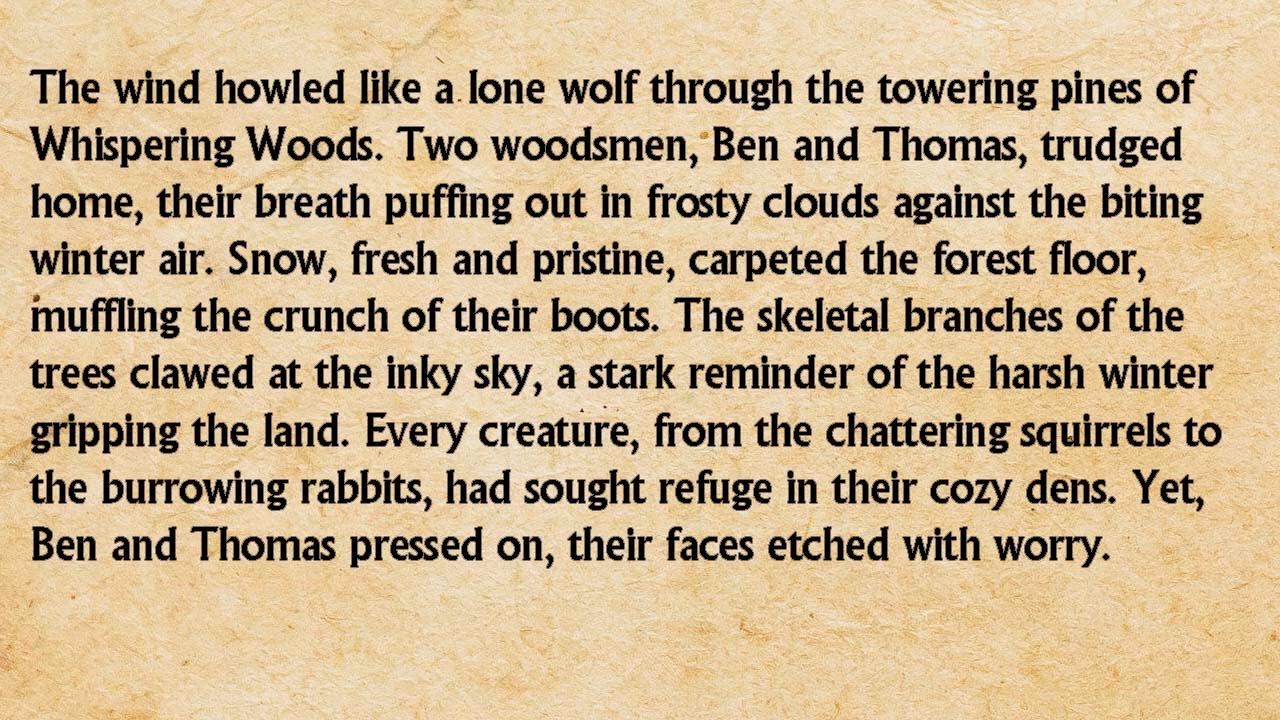 The wind howled like a lone wolf through the towering pines of
Whispering Woods. Two woodsmen, Ben and Thomas, trudged
home, their breath puffing out in frosty clouds against the biting
winter air. Snow, fresh and pristine, carpeted the forest floor,
muffling the crunch of their boots. The skeletal branches of the
trees clawed at the inky sky, a stark reminder of the harsh winter
gripping the land. Every creature, from the chattering squirrels to
the burrowing rabbits, had sought refuge in their cozy dens. Yet,
Ben and Thomas pressed on, their faces etched with worry.